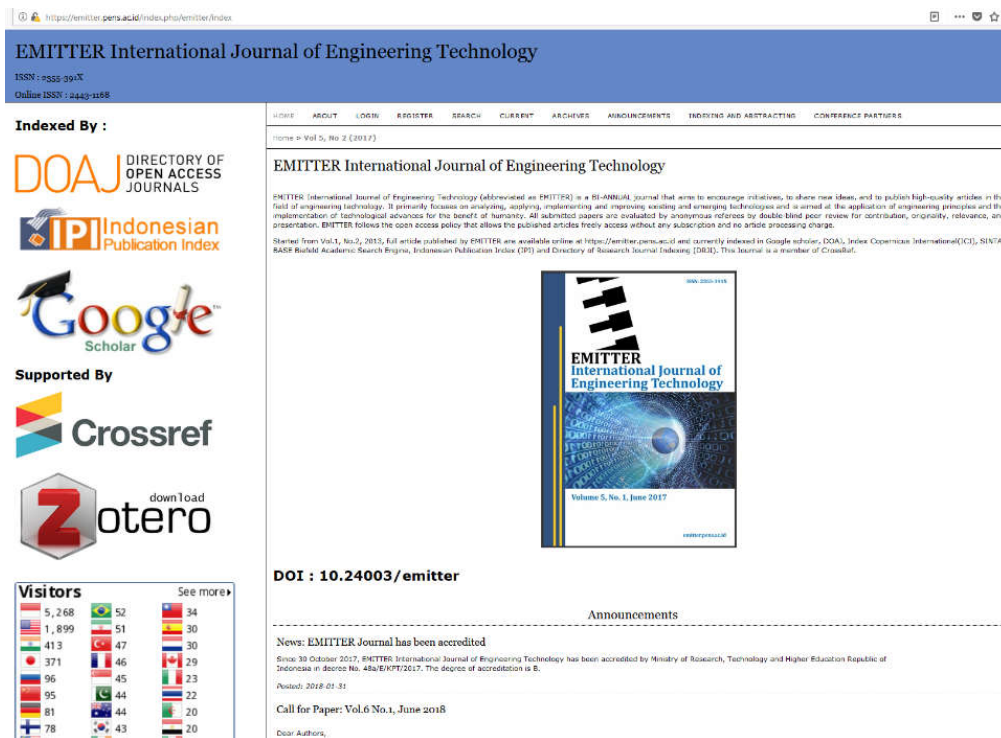 https://emitter.pens.ac.id/index.php/emitter/index
EMITTER International Journal of Engineering Technology
ISSN : 2355-391X
Online ISSN : 2443-1168
Indexed By :
DOAJ DIRECTORY OF
OPEN ACCESS
JOURNALS
IPI Indonesian
Publication Index
Google
Scholar
Supported By
Crossref
download
Zotero
Visitors See more
5,268 52 34
1,899 51 30
413 47 30
371 46 29
96 45 23
95 44 22
81 44 20
78 43 20
HOME ABOUT LOGIN REGISTER SEARCH CURRENT ARCHIVES ANNOUNCEMENTS INDEXING AND ABSTRACTING CONFERENCE PARTNERS
Home > Vol 5, No 2 (2017)
EMITTER International Journal of Engineering Technology
EMITTER International Journal of Engineering Technology (abbreviated as EMITTER) is a BI-ANNUAL journal that aims to encourage initiatives, to share new ideas, and to publish high-quality articles in th
field of engineering technology. It primarily focuses on analyzing, applying, implementing and improving existing and emerging technologies and is aimed at the application of engineering principles and th
implementation of technological advances for the benefit of humanity. All submitted papers are evaluated by anonymous referees by double-blind peer review for contribution, originality, relevance, an
presentation. EMITTER follows the open access policy that allows the published articles freely access without any subscription and no article processing charge.
Started from Vol.1, No.2, 2013, full article published by EMITTER are available online at https://emitter.pens.ac.id and currently indexed in Google scholar, DOAJ, Index Copernicus International(ICI), SINTA
BASE Biefeld Academic Search Engine, Indonesian Publication Index (IPI) and Directory of Research Journal Indexing (DRJI). This Journal is a member of CrossRef.
ISSN: 2355-391X
EMITTER
International Journal of
Engineering Technology
Volume 5, No. 1, June 2017
emitter.pens.ac.id
DOI : 10.24003/emitter
Announcements
News: EMITTER Journal has been accredited
Since 30 October 2017, EMITTER International Journal of Engineering Technology has been accredited by Ministry of Research, Technology and Higher Education Republic of
Indonesia in decree No. 48a/E/KPT/2017. The degree of accreditation is B.
Posted: 2018-01-31
Call for Paper: Vol.6 No.1, June 2018
Dear Authors,